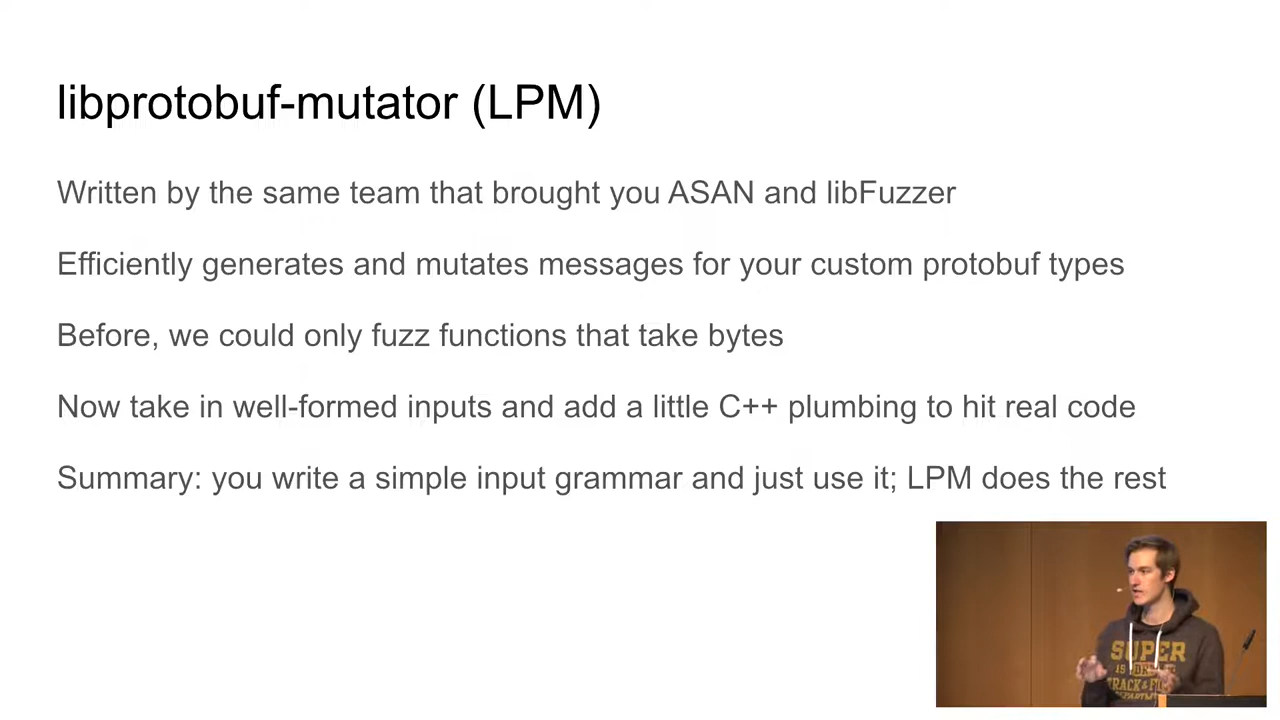 libprotobuf-mutator (LPM)
Written by the same team that brought you ASAN and libFuzzer
Efficiently generates and mutates messages for your custom protobuf types
Before, we could only fuzz functions that take bytes
Now take in well-formed inputs and add a little C++ plumbing to hit real code
Summary: you write a simple input grammar and just use it; LPM does the rest
SUPER
IS
TRACK &